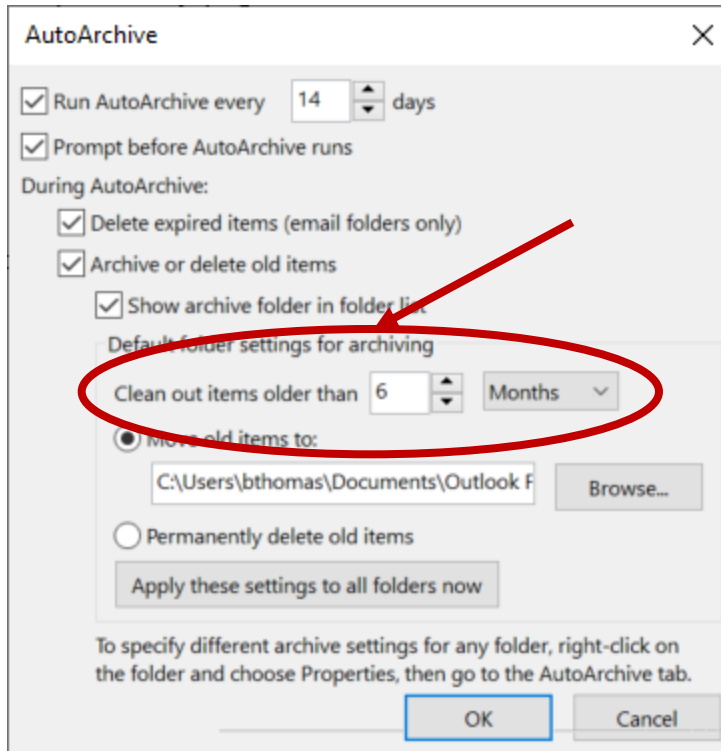 AutoArchive
Run AutoArchive every 14 days
Prompt before AutoArchive runs
During AutoArchive:
Delete expired items (email folders only)
Archive or delete old items
Show archive folder in folder list
Default folder settings for archiving
Clean out items older than 6 Months
Move old items to:
C:\Users\bthomas\Documents\Outlook F Browse...
Permanently delete old items
Apply these settings to all folders now
To specify different archive settings for any folder, right-click on
the folder and choose Properties, then go to the AutoArchive tab.
OK Cancel